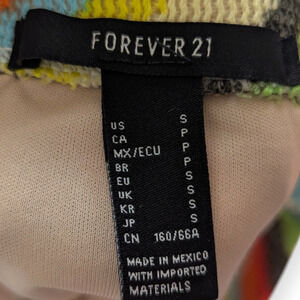 FOREVER 21
US S
CA P
MX/ECU P
BR P
EU S
UK S
KR S
JP S
CN 160/66A
MADE IN MEXICO
WITH IMPORTED
MATERIALS